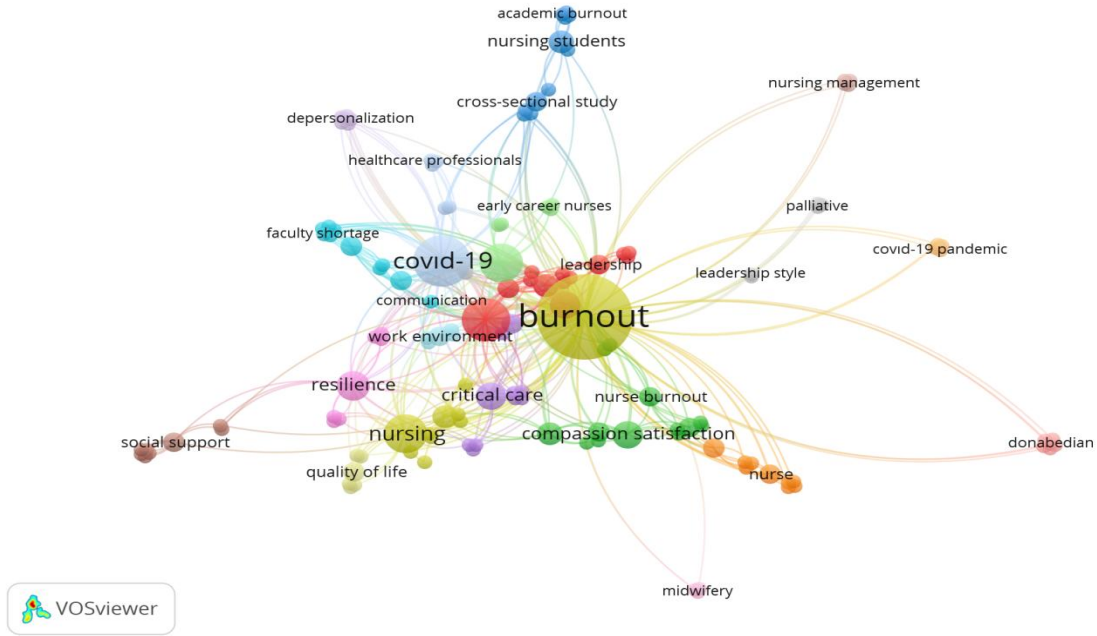 academic burnout
nursing students
nursing management
cross-sectional study
depersonalization
healthcare professionals
early career nurses
palliative
faculty shortage
covid-19 pandemic
covid-19
leadership
leadership style
communication
burnout
work environment
resilience
critical care
nurse burnout
nursing
compassion satisfaction
social support
donabedian
quality of life
nurse
midwifery
VOSviewer